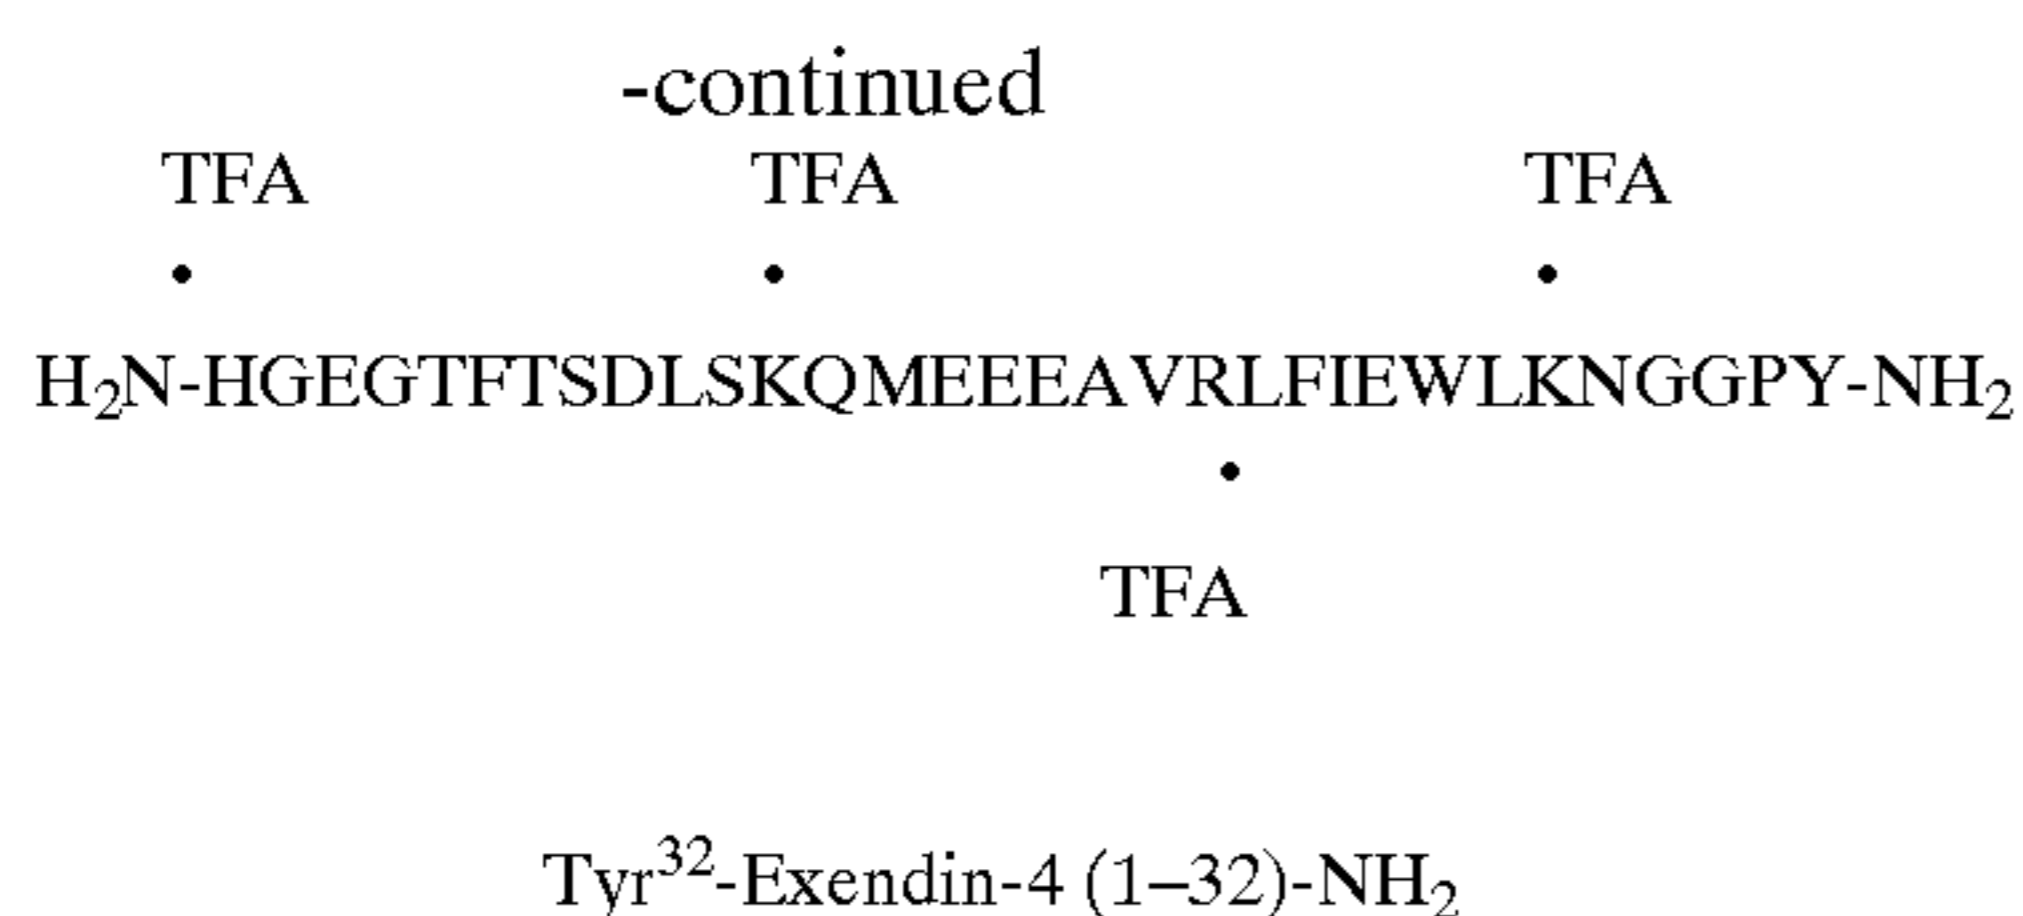 -continued
TFA TFA TFA
• • •
H₂N-HGEGTFTSDLSKQMEEEAVRLFIEWLKNGGPY-NH₂
•
TFA
Tyr³²-Exendin-4 (1–32)-NH₂